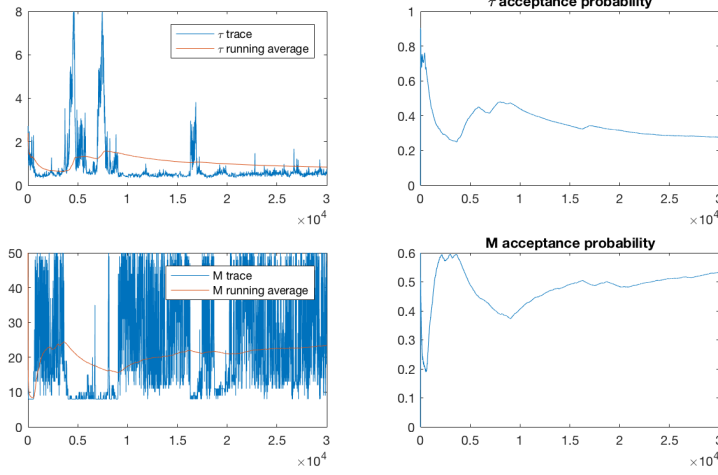 τ acceptance probability
8
6
4
2
0
τ trace
τ running average
0 0.5 1 1.5 2 2.5 3
×10⁴
1
0.8
0.6
0.4
0.2
0
0 0.5 1 1.5 2 2.5 3
×10⁴
50
40
30
20
10
0
M trace
M running average
0 0.5 1 1.5 2 2.5 3
×10⁴
M acceptance probability
0.6
0.5
0.4
0.3
0.2
0.1
0
0 0.5 1 1.5 2 2.5 3
×10⁴